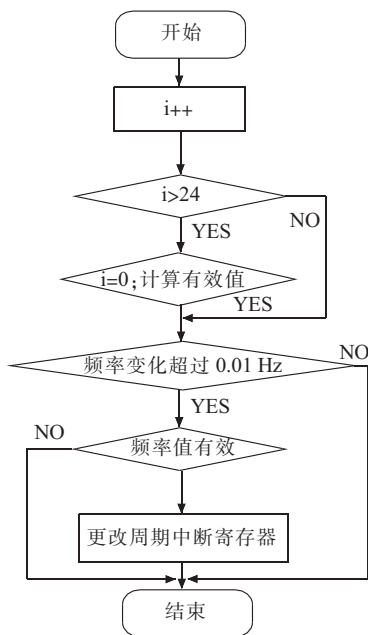 开始
i++
i>24
NO
YES
i=0;计算有效值
YES
频率变化超过 0.01 Hz
NO
YES
NO
频率值有效
更改周期中断寄存器
结束